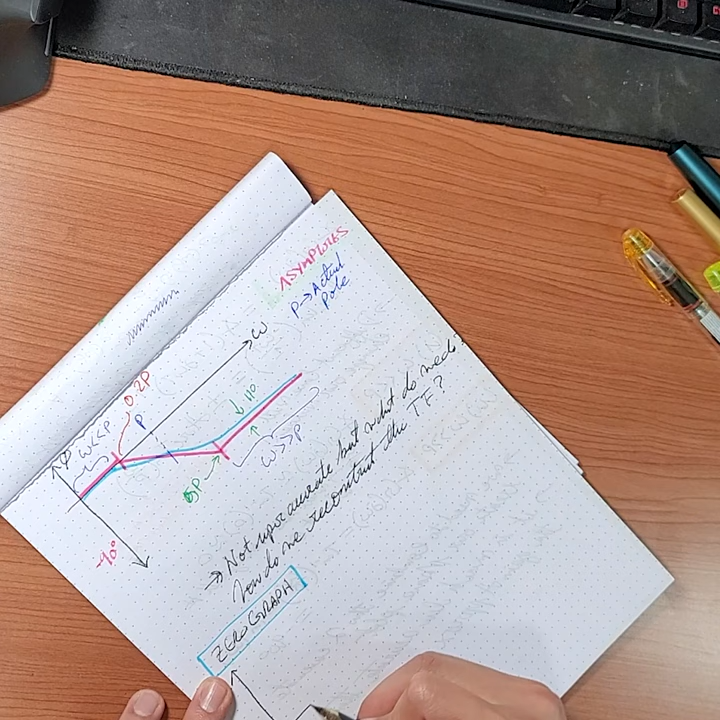 ASYMPTOTES
P→Actual
Pole
ω
0.2P
P
ω<<P
φ
11°
ω>>P
5P
-90°
→ Not super accurate but what do we do?
how do we reconstruct the TF?
ZERO GRAPH